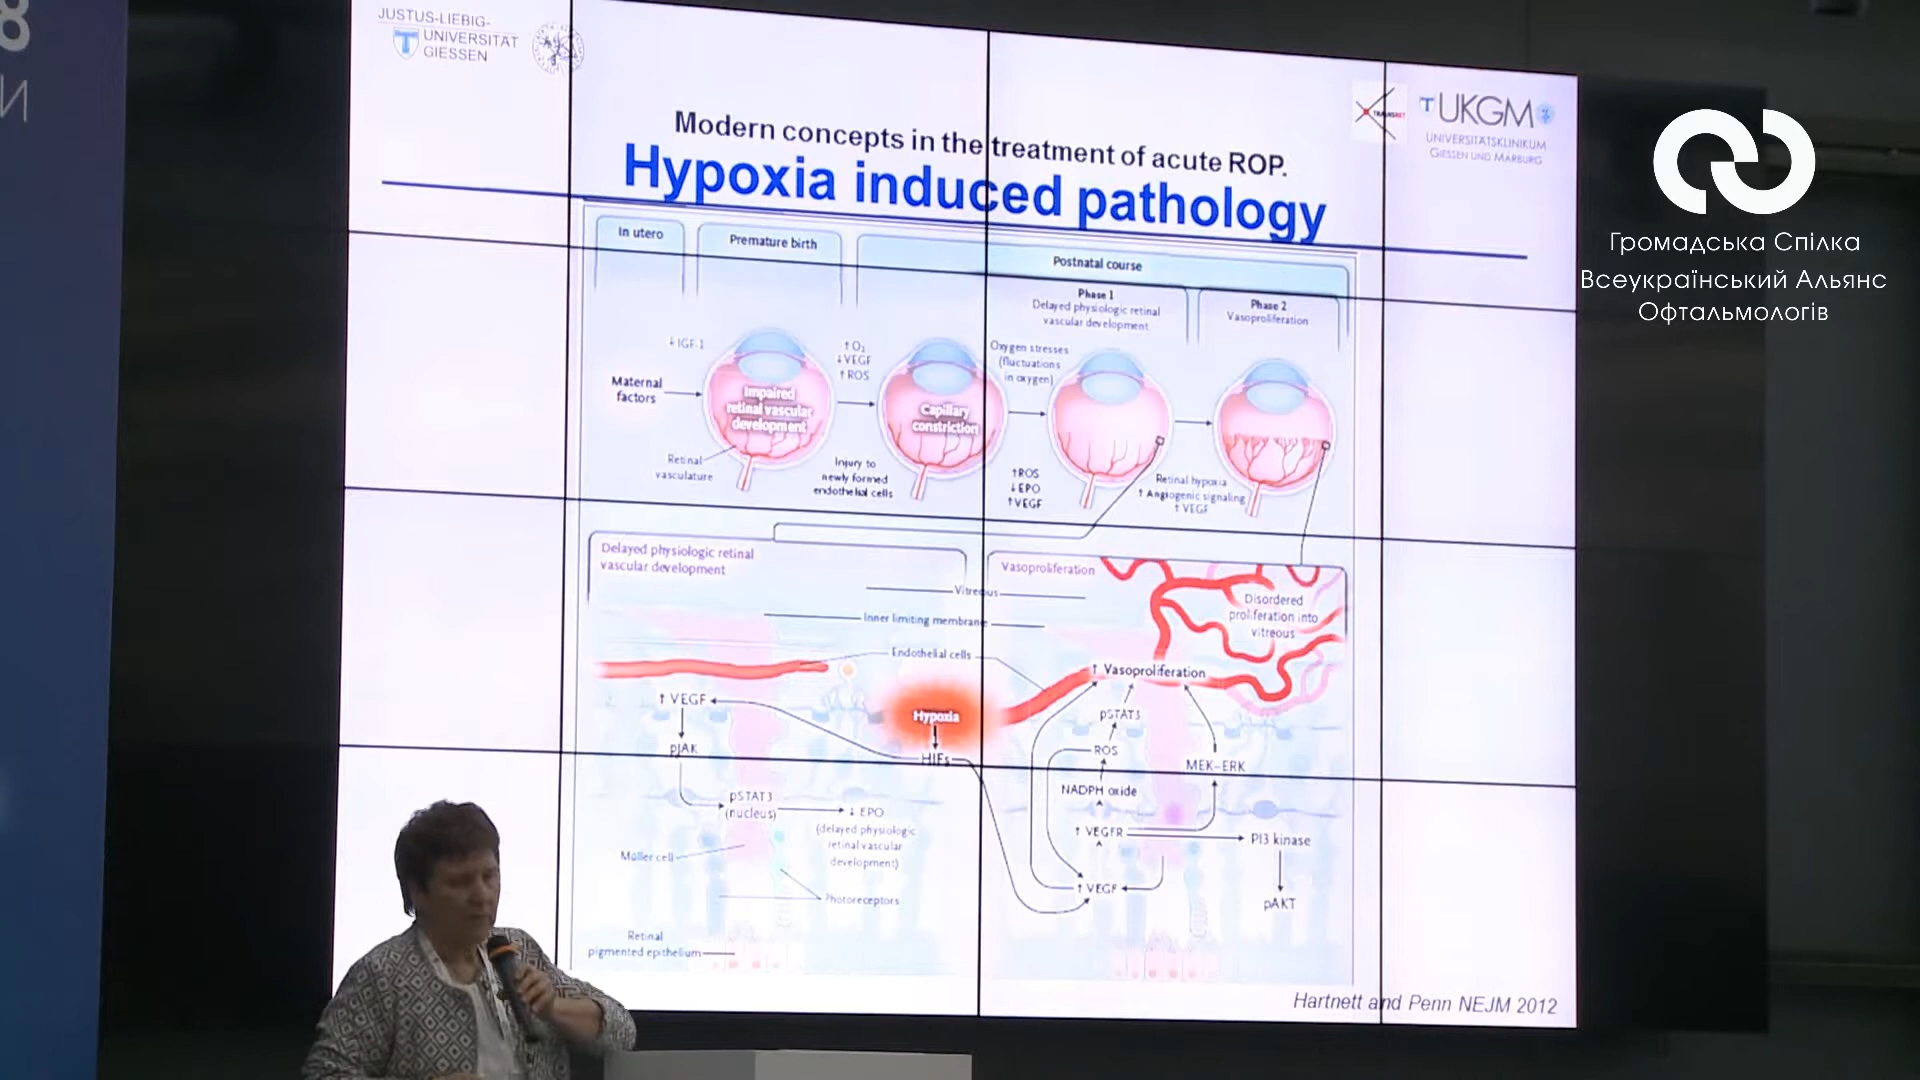 8
И
JUSTUS-LIEBIG-
UNIVERSITÄT
GIESSEN
UKGM
UNIVERSITÄTSKLINIKUM
GIESSEN UND MARBURG
Громадська Спілка
Всеукраїнський Альянс
Офтальмологів
Modern concepts in the treatment of acute ROP.
Hypoxia induced pathology
In utero
Premature birth
Postnatal course
Phase 1
Delayed physiologic retinal
vascular development
Phase 2
Vasoproliferation
↓ IGF-1
Maternal
factors
Impaired
retinal vascular
development
Retinal
vasculature
↑ O₂
↓ VEGF
↑ ROS
Injury to
newly formed
endothelial cells
Capillary
constriction
Oxygen stresses
(fluctuations
in oxygen)
↑ROS
↓EPO
↑VEGF
Retinal hypoxia
↑ Angiogenic signaling
↑ VEGF
Delayed physiologic retinal
vascular development
Vasoproliferation
Vitreous
Inner limiting membrane
Endothelial cells
Disordered
proliferation into
vitreous
↑ VEGF
pJAK
pSTAT3
(nucleus)
↓ EPO
(delayed physiologic
retinal vascular
development)
Müller cell
Photoreceptors
Retinal
pigmented epithelium
Hypoxia
HIFs
↑ Vasoproliferation
pSTAT3
ROS
NADPH oxide
↑ VEGFR
↑ VEGF
MEK–ERK
PI3 kinase
pAKT
Hartnett and Penn NEJM 2012